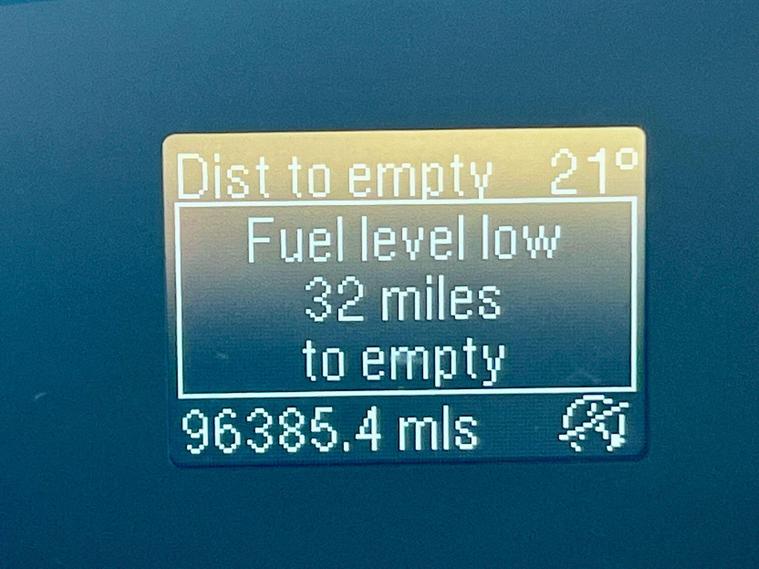 Dist to empty 21°
Fuel level low
32 miles
to empty
96385.4 mls